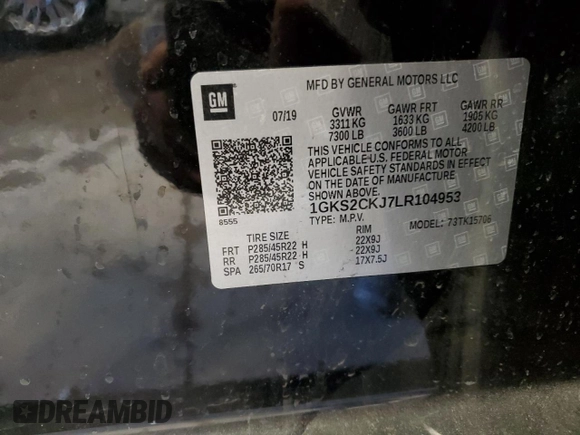 MFD BY GENERAL MOTORS LLC
GM
07/19 GVWR GAWR FRT GAWR RR
3311 KG 1633 KG 1905 KG
7300 LB 3600 LB 4200 LB
THIS VEHICLE CONFORMS TO ALL
APPLICABLE U.S. FEDERAL MOTOR
VEHICLE SAFETY STANDARDS IN EFFECT
ON THE DATE OF MANUFACTURE SHOWN ABOVE.
1GKS2CKJ7LR104953
8555
TYPE: M.P.V. MODEL: 73TK15706
TIRE SIZE RIM
FRT P285/45R22 H 22X9J
RR P285/45R22 H 22X9J
SPA 265/70R17 S 17X7.5J
DREAMBID